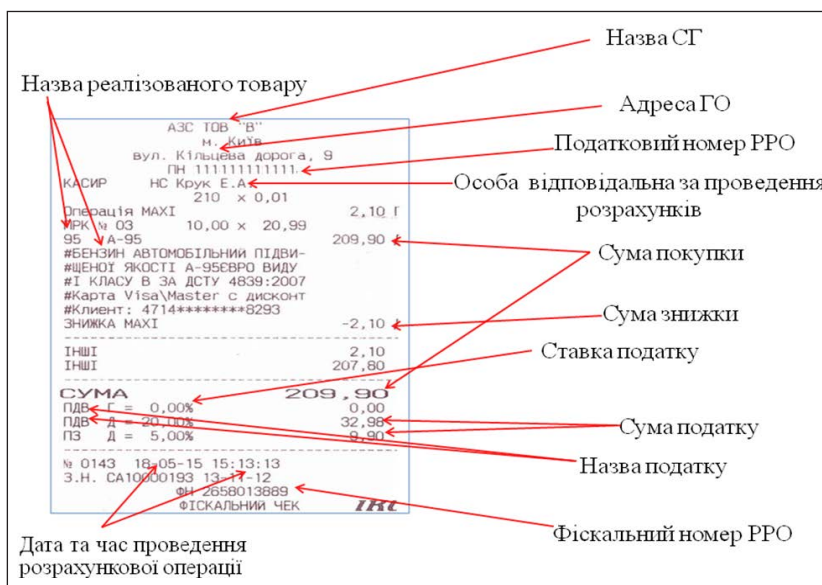 Назва СГ
Назва реалізованого товару
Адреса ГО
Податковий номер РРО
Особа відповідальна за проведення
розрахунків
Сума покупки
Сума знижки
Ставка податку
Сума податку
Назва податку
Фіскальний номер РРО
Дата та час проведення
розрахункової операції
АЗС ТОВ "В"
м. Київ
вул. Кільцева дорога, 9
ПН 111111111111
КАСИР НС Крук Е.А
210 х 0,01
Операція MAXI 2,10 Г
ПРК № 03 10,00 х 20,99
95 А-95 209,90
#БЕНЗИН АВТОМОБІЛЬНИЙ ПІДВИ-
#ЩЕНОЇ ЯКОСТІ А-95ЄВРО ВИДУ
#I КЛАСУ В ЗА ДСТУ 4839:2007
#Карта Visa\Master с дисконт
#Клиент: 4714********8293
ЗНИЖКА MAXI -2,10
ІНШІ 2,10
ІНШІ 207,80
СУМА 209,90
ПДВ Г = 0,00% 0,00
ПДВ Д = 20,00% 32,98
ПЗ Д = 5,00% 9,90
№ 0143 18-05-15 15:13:13
З.Н. СА10000193 13-11-12
ФН 2658013889
ФІСКАЛЬНИЙ ЧЕК